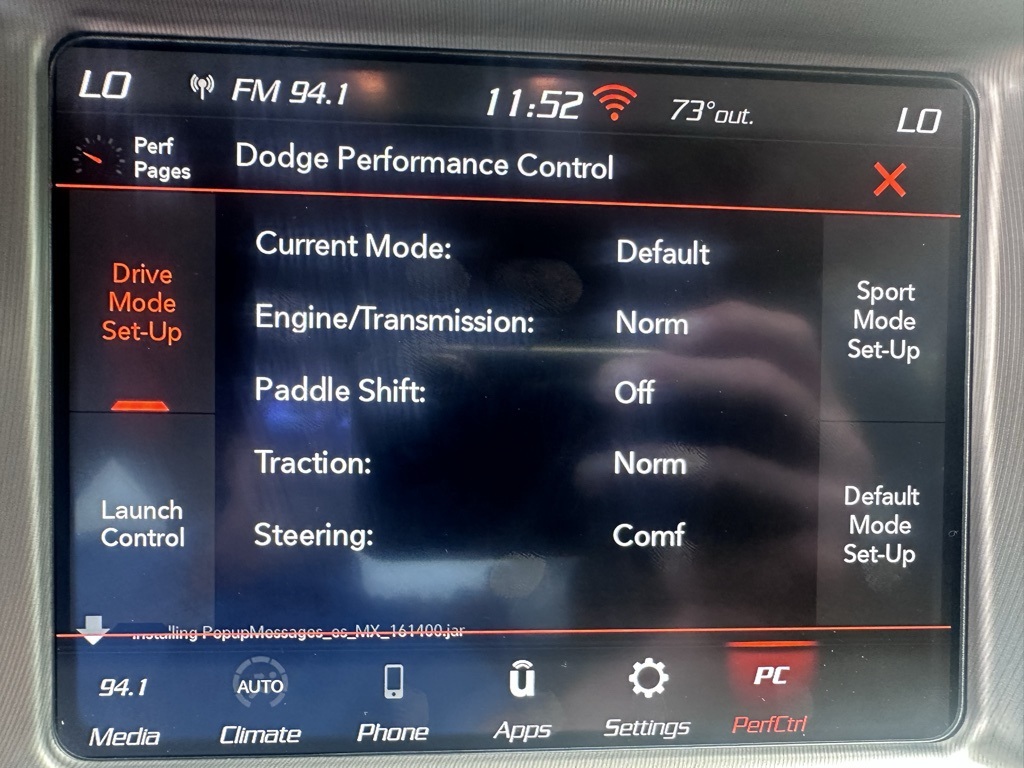 LO FM 94.1 11:52 73°out. LO
Perf
Pages
Dodge Performance Control
Drive
Mode
Set-Up
Launch
Control
Current Mode: Default
Engine/Transmission: Norm
Paddle Shift: Off
Traction: Norm
Steering: Comf
Sport
Mode
Set-Up
Default
Mode
Set-Up
Installing PopupMessages_es_MX_161400.jar
94.1 AUTO PC
Media Climate Phone Apps Settings PerfCtrl